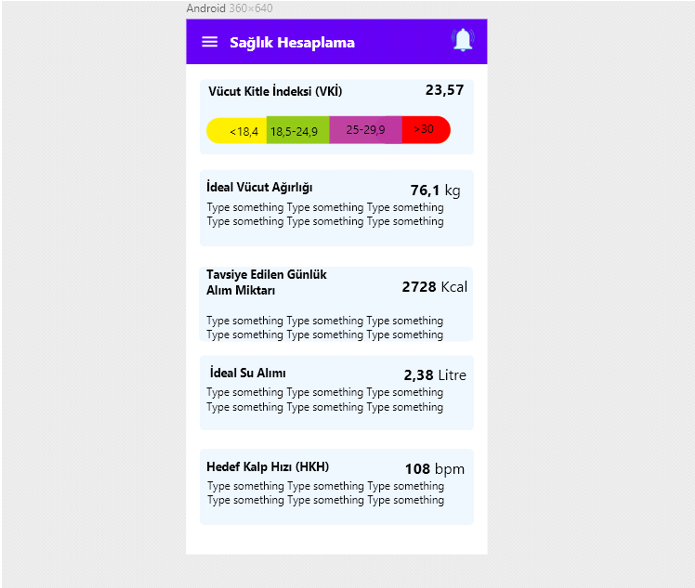 Android 360×640
Sağlık Hesaplama
Vücut Kitle İndeksi (VKİ)
23,57
<18,4
18,5-24,9
25-29,9
>30
İdeal Vücut Ağırlığı
76,1 kg
Type something Type something Type something
Type something Type something Type something
Tavsiye Edilen Günlük
Alım Miktarı
2728 Kcal
Type something Type something Type something
Type something Type something Type something
İdeal Su Alımı
2,38 Litre
Type something Type something Type something
Type something Type something Type something
Hedef Kalp Hızı (HKH)
108 bpm
Type something Type something Type something
Type something Type something Type something